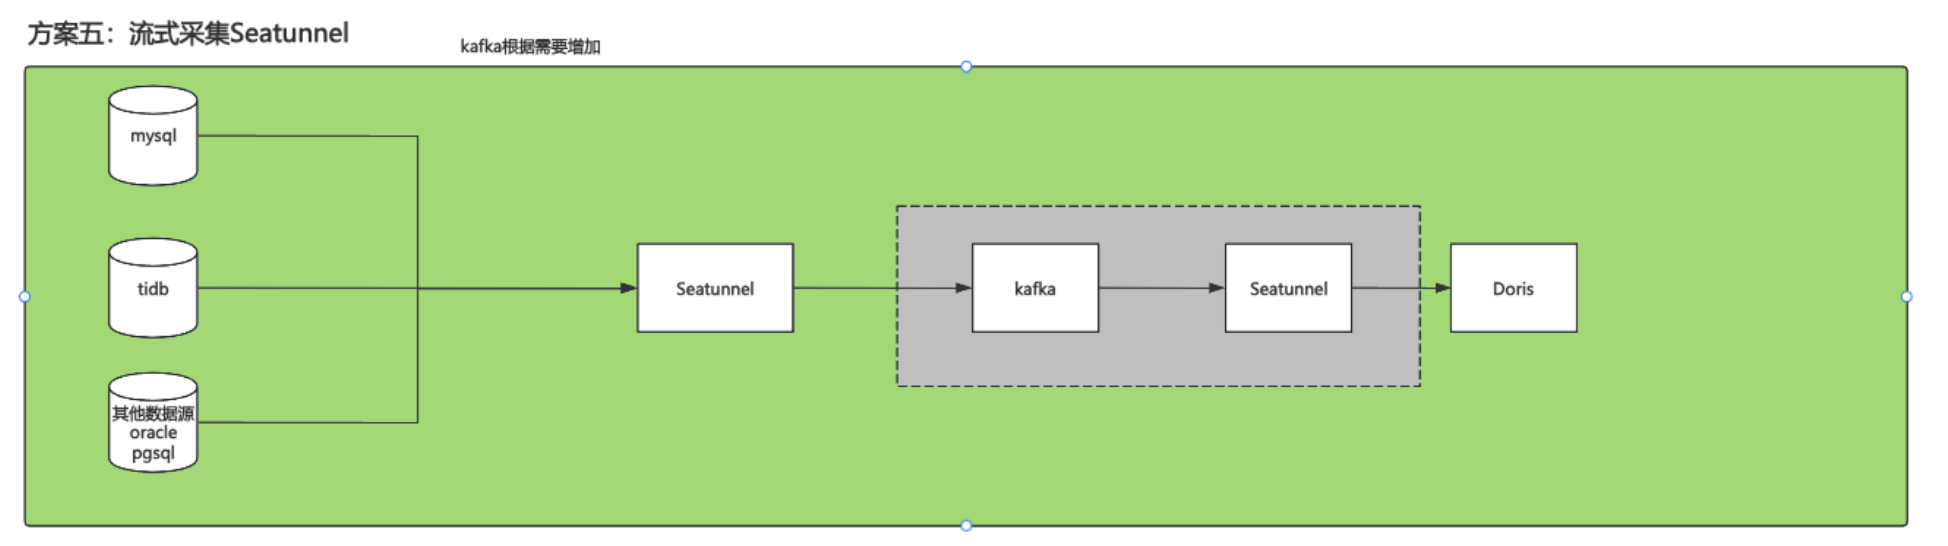 方案五：流式采集Seatunnel
kafka根据需要增加
mysql
tidb
其他数据源
oracle
pgsql
Seatunnel
kafka
Seatunnel
Doris